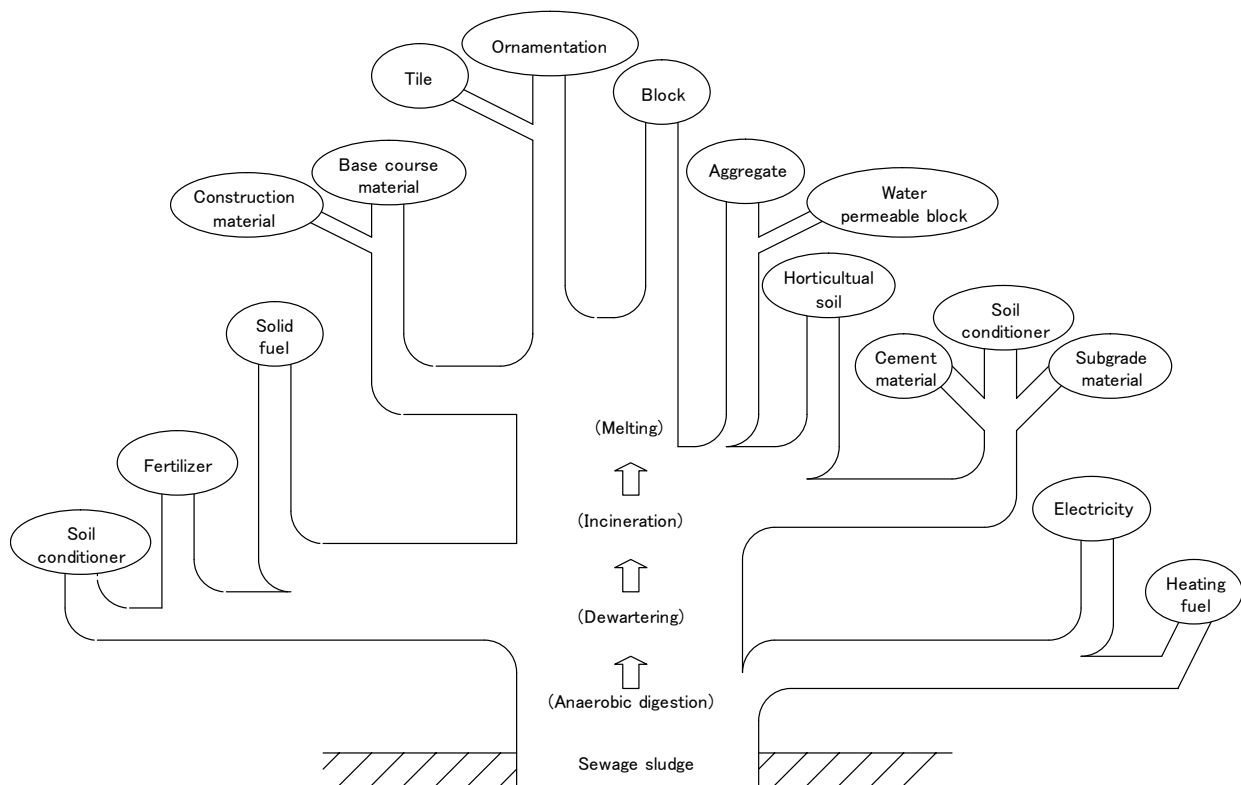 Ornamentation
Tile
Block
Base course
material
Aggregate
Construction
material
Water
permeable block
Horticultual
soil
Solid
fuel
Soil
conditioner
Cement
material
Subgrade
material
(Melting)
Fertilizer
Electricity
(Incineration)
Soil
conditioner
Heating
fuel
(Dewartering)
(Anaerobic digestion)
Sewage sludge